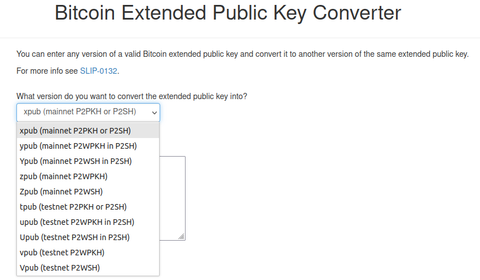 Bitcoin Extended Public Key Converter
You can enter any version of a valid Bitcoin extended public key and convert it to another version of the same extended public key.
For more info see SLIP-0132.
What version do you want to convert the extended public key into?
xpub (mainnet P2PKH or P2SH)
xpub (mainnet P2PKH or P2SH)
ypub (mainnet P2WPKH in P2SH)
Ypub (mainnet P2WSH in P2SH)
zpub (mainnet P2WPKH)
Zpub (mainnet P2WSH)
tpub (testnet P2PKH or P2SH)
upub (testnet P2WPKH in P2SH)
Upub (testnet P2WSH in P2SH)
vpub (testnet P2WPKH)
Vpub (testnet P2WSH)